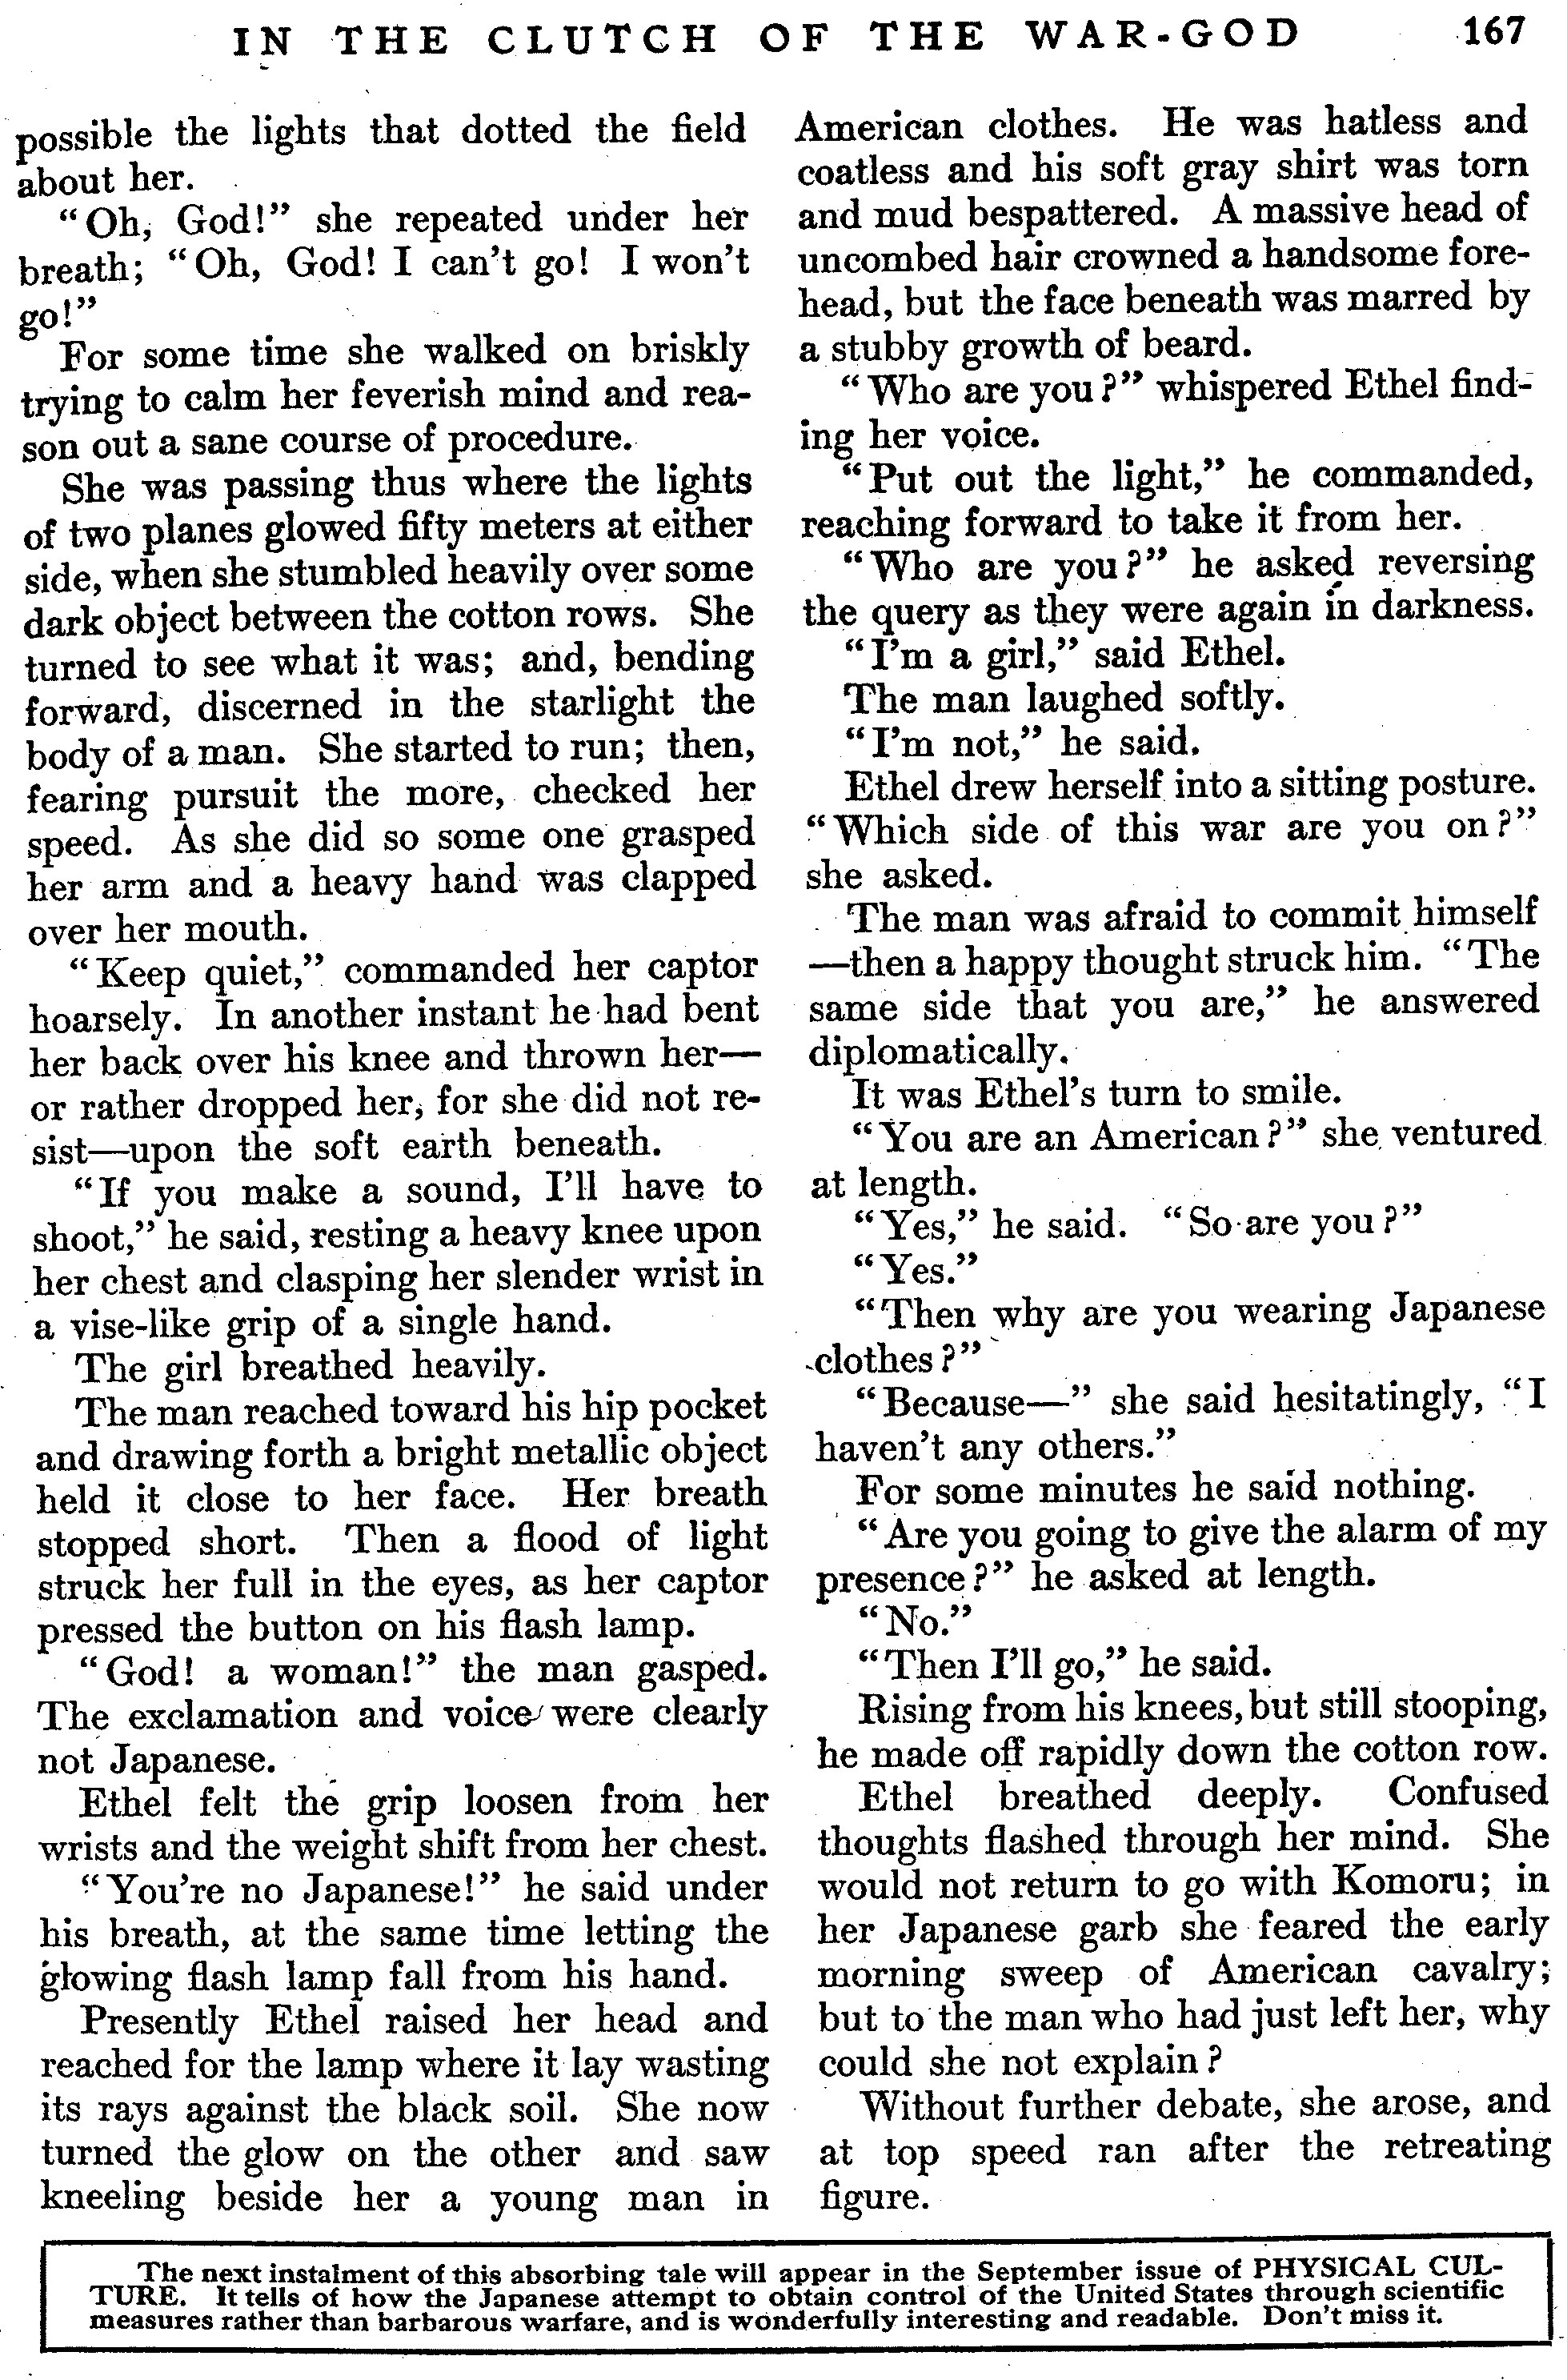 IN THE CLUTCH OF THE WAR-GOD 167
possible the lights that dotted the field
about her.
"Oh, God!" she repeated under her
breath; "Oh, God! I can't go! I won't
go!"
For some time she walked on briskly
trying to calm her feverish mind and rea-
son out a sane course of procedure.
She was passing thus where the lights
of two planes glowed fifty meters at either
side, when she stumbled heavily over some
dark object between the cotton rows. She
turned to see what it was; and, bending
forward, discerned in the starlight the
body of a man. She started to run; then,
fearing pursuit the more, checked her
speed. As she did so some one grasped
her arm and a heavy hand was clapped
over her mouth.
"Keep quiet," commanded her captor
hoarsely. In another instant he had bent
her back over his knee and thrown her—
or rather dropped her, for she did not re-
sist—upon the soft earth beneath.
"If you make a sound, I'll have to
shoot," he said, resting a heavy knee upon
her chest and clasping her slender wrist in
a vise-like grip of a single hand.
The girl breathed heavily.
The man reached toward his hip pocket
and drawing forth a bright metallic object
held it close to her face. Her breath
stopped short. Then a flood of light
struck her full in the eyes, as her captor
pressed the button on his flash lamp.
"God! a woman!" the man gasped.
The exclamation and voice were clearly
not Japanese.
Ethel felt the grip loosen from her
wrists and the weight shift from her chest.
"You're no Japanese!" he said under
his breath, at the same time letting the
glowing flash lamp fall from his hand.
Presently Ethel raised her head and
reached for the lamp where it lay wasting
its rays against the black soil. She now
turned the glow on the other and saw
kneeling beside her a young man in
American clothes. He was hatless and
coatless and his soft gray shirt was torn
and mud bespattered. A massive head of
uncombed hair crowned a handsome fore-
head, but the face beneath was marred by
a stubby growth of beard.
"Who are you?" whispered Ethel find-
ing her voice.
"Put out the light," he commanded,
reaching forward to take it from her.
"Who are you?" he asked reversing
the query as they were again in darkness.
"I'm a girl," said Ethel.
The man laughed softly.
"I'm not," he said.
Ethel drew herself into a sitting posture.
"Which side of this war are you on?"
she asked.
The man was afraid to commit himself
—then a happy thought struck him. "The
same side that you are," he answered
diplomatically.
It was Ethel's turn to smile.
"You are an American?" she ventured
at length.
"Yes," he said. "So are you?"
"Yes."
"Then why are you wearing Japanese
clothes?"
"Because—" she said hesitatingly, "I
haven't any others."
For some minutes he said nothing.
"Are you going to give the alarm of my
presence?" he asked at length.
"No."
"Then I'll go," he said.
Rising from his knees, but still stooping,
he made off rapidly down the cotton row.
Ethel breathed deeply. Confused
thoughts flashed through her mind. She
would not return to go with Komoru; in
her Japanese garb she feared the early
morning sweep of American cavalry;
but to the man who had just left her, why
could she not explain?
Without further debate, she arose, and
at top speed ran after the retreating
figure.
The next instalment of this absorbing tale will appear in the September issue of PHYSICAL CUL-
TURE. It tells of how the Japanese attempt to obtain control of the United States through scientific
measures rather than barbarous warfare, and is wonderfully interesting and readable. Don't miss it.